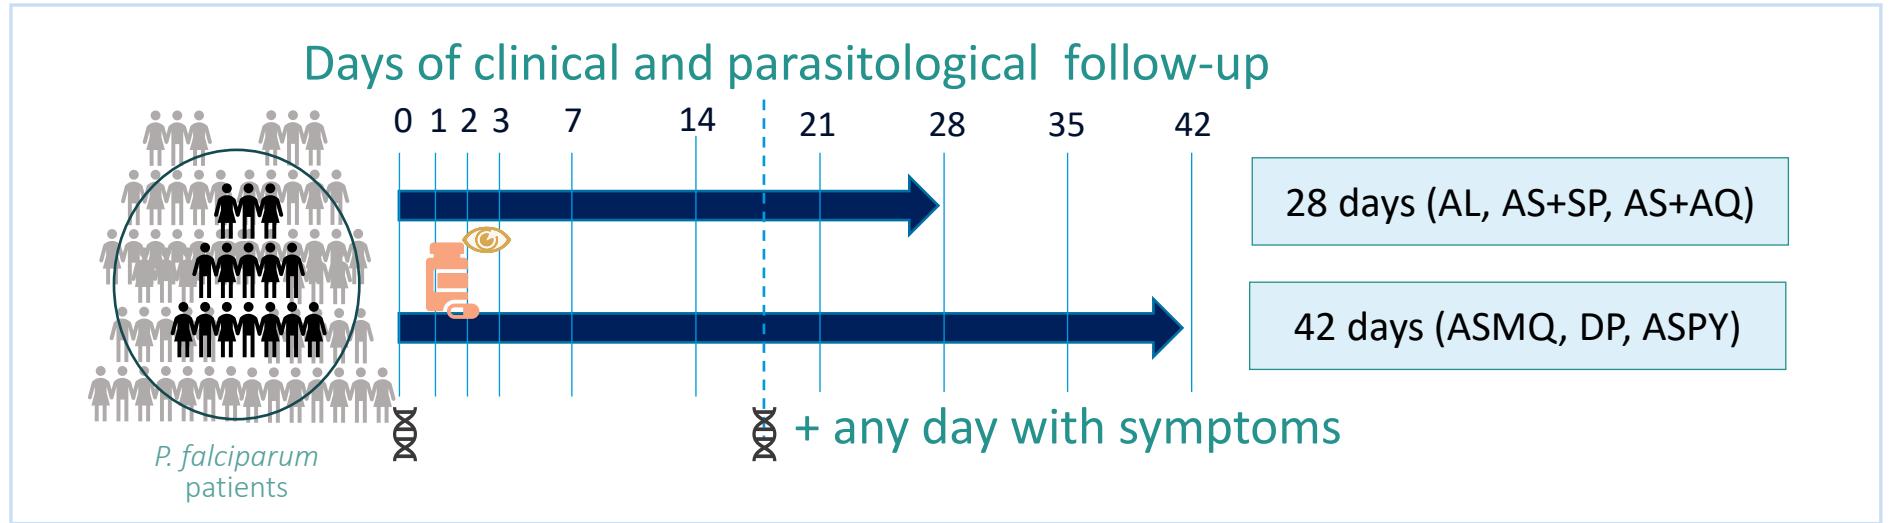 Days of clinical and parasitological follow-up
0 1 2 3 7 14 21 28 35 42
28 days (AL, AS+SP, AS+AQ)
42 days (ASMQ, DP, ASPY)
+ any day with symptoms
P. falciparum
patients